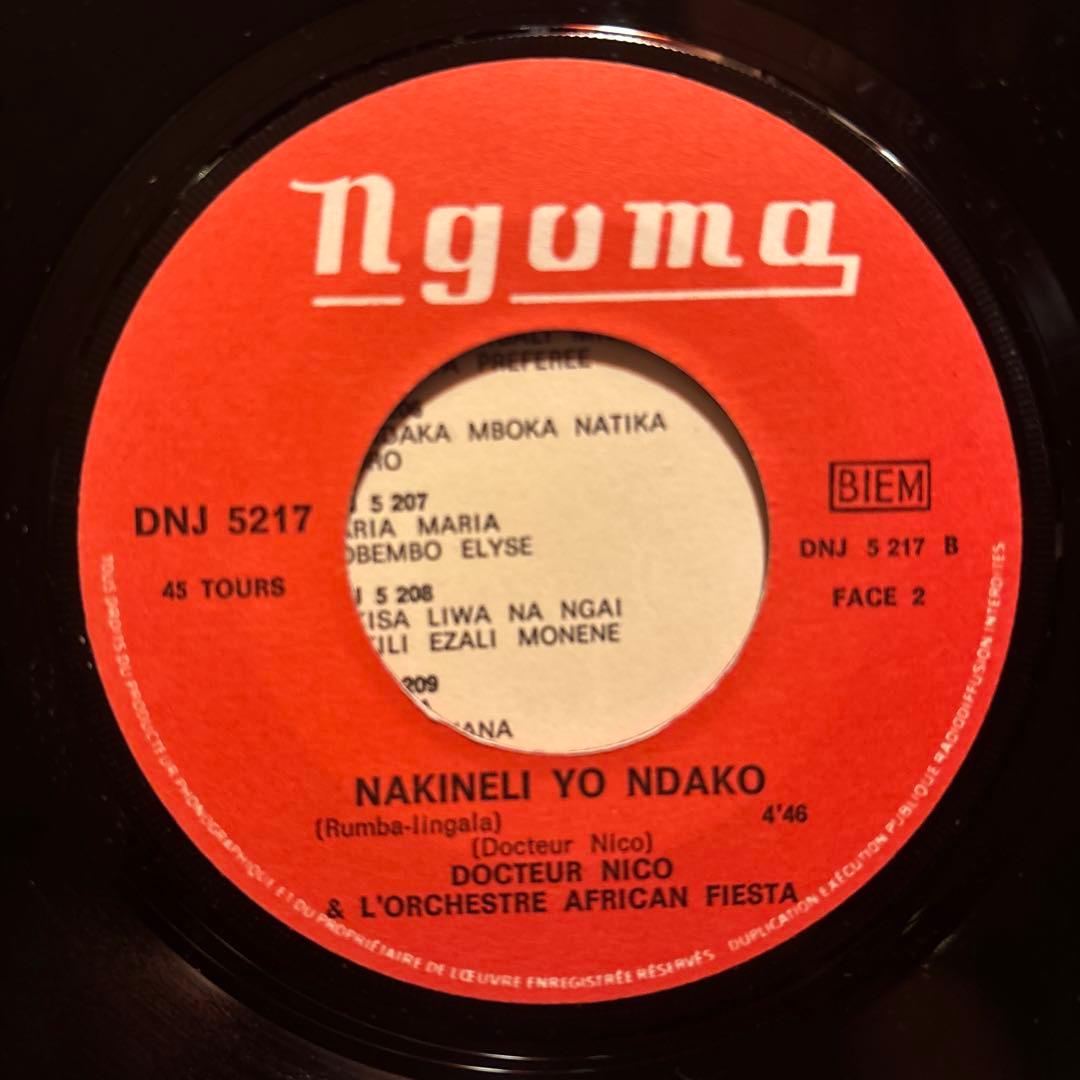 Ngoma
PREFEREE
MBOKA NATIKA
5 207
MARIA
ELYSE
5 208
LIWA NA NGAI
EZALI MONENE
209
DNJ 5217
45 TOURS
BIEM
DNJ 5 217 B
FACE 2
NAKINELI YO NDAKO
4'46
(Rumba-lingala)
(Docteur Nico)
DOCTEUR NICO
& L'ORCHESTRE AFRICAN FIESTA
TOUS DROITS DU PRODUCTEUR PHONOGRAPHIQUE ET DU PROPRIÉTAIRE DE L'ŒUVRE ENREGISTRÉE RÉSERVÉS DUPLICATION EXÉCUTION PUBLIQUE RADIODIFFUSION INTERDITES